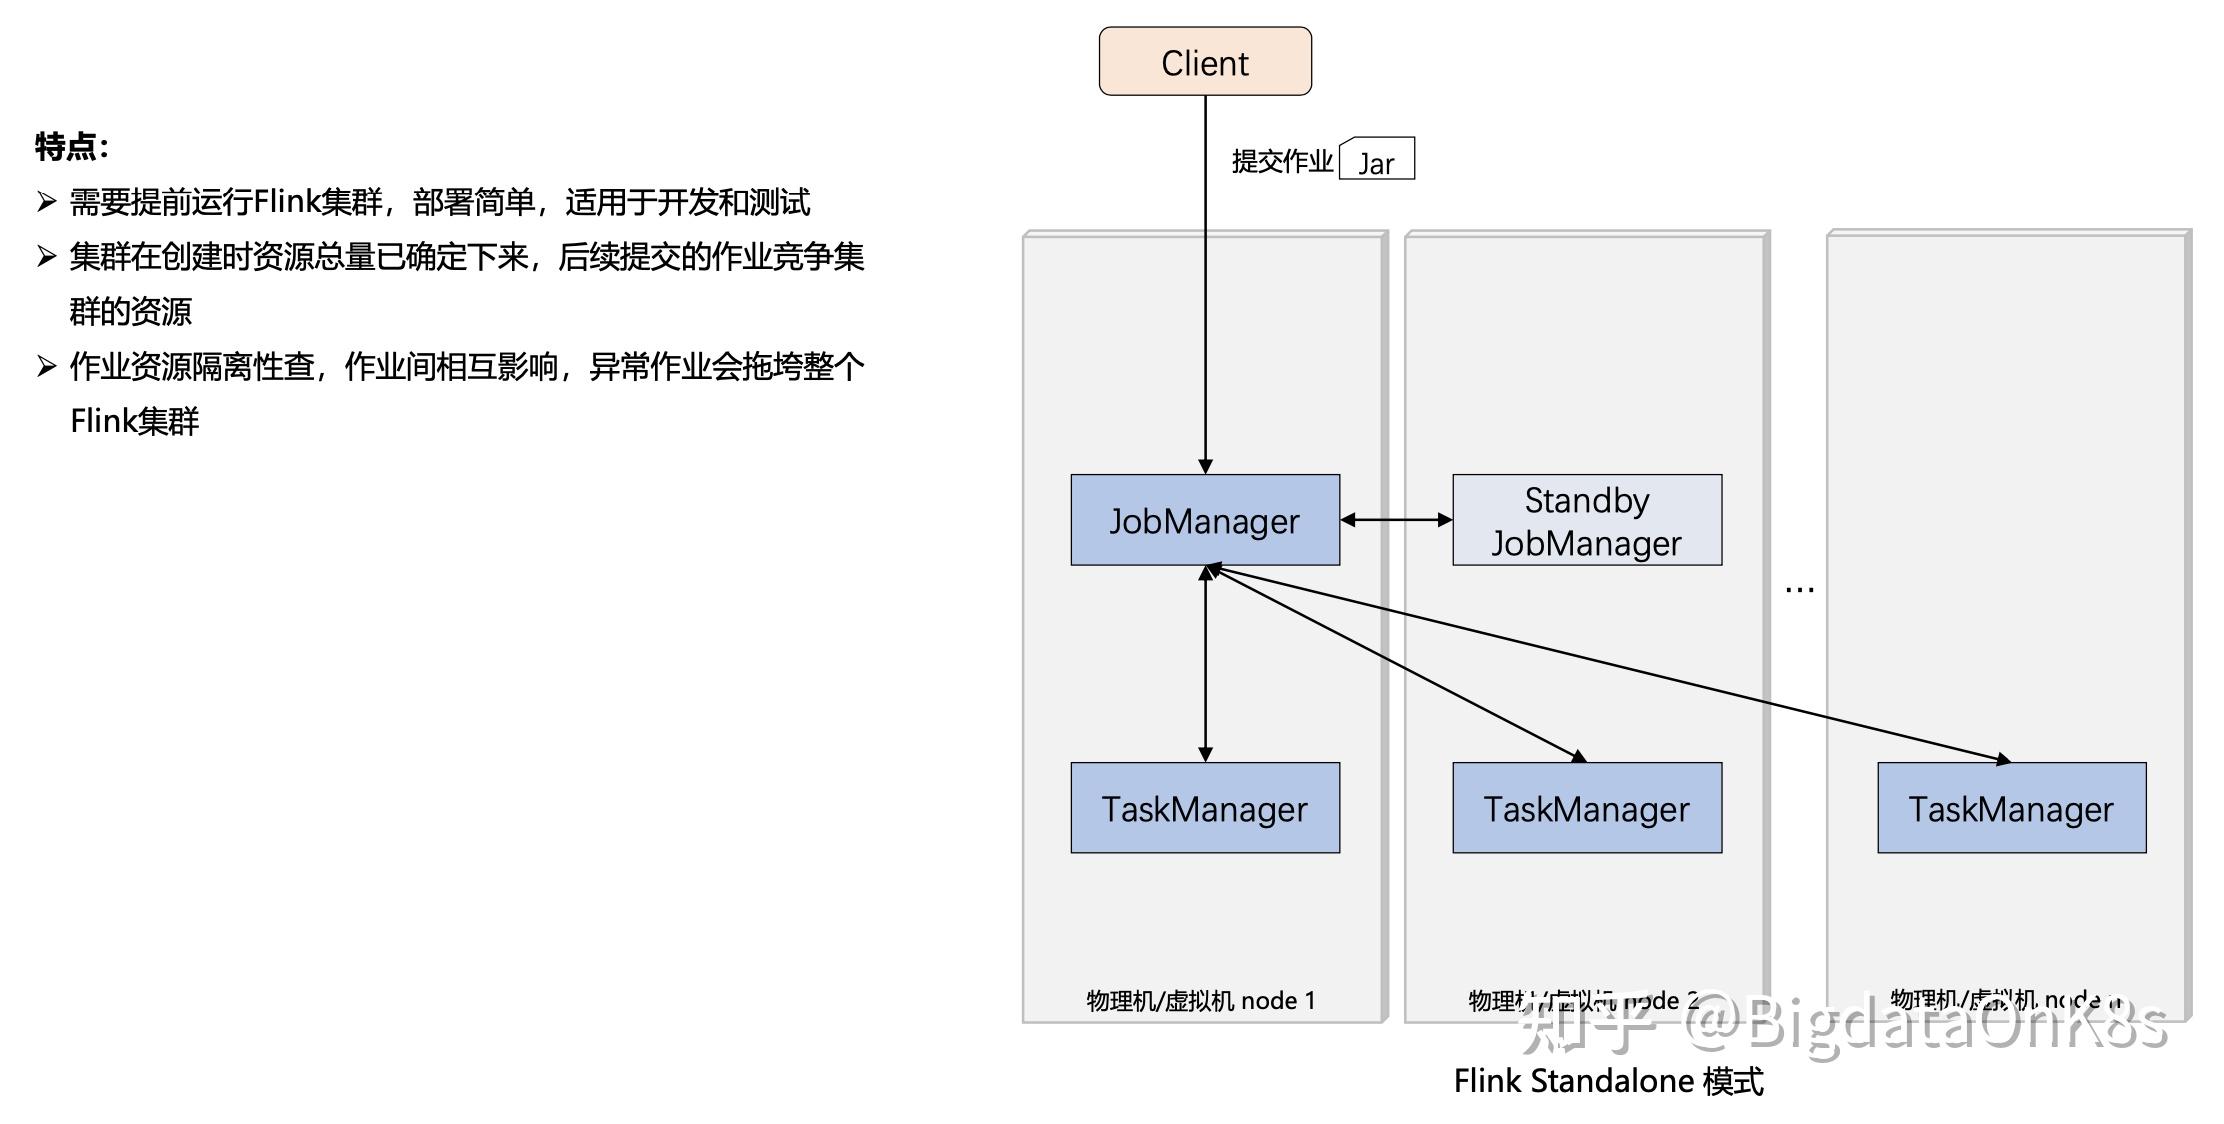 特点：
➢ 需要提前运行Flink集群，部署简单，适用于开发和测试
➢ 集群在创建时资源总量已确定下来，后续提交的作业竞争集
群的资源
➢ 作业资源隔离性查，作业间相互影响，异常作业会拖垮整个
Flink集群
Client
提交作业 Jar
JobManager
Standby
JobManager
...
TaskManager
TaskManager
TaskManager
物理机/虚拟机 node 1
物理机/虚拟机 node 2
物理机/虚拟机 node n
知乎 @BigdataOnK8s
Flink Standalone 模式